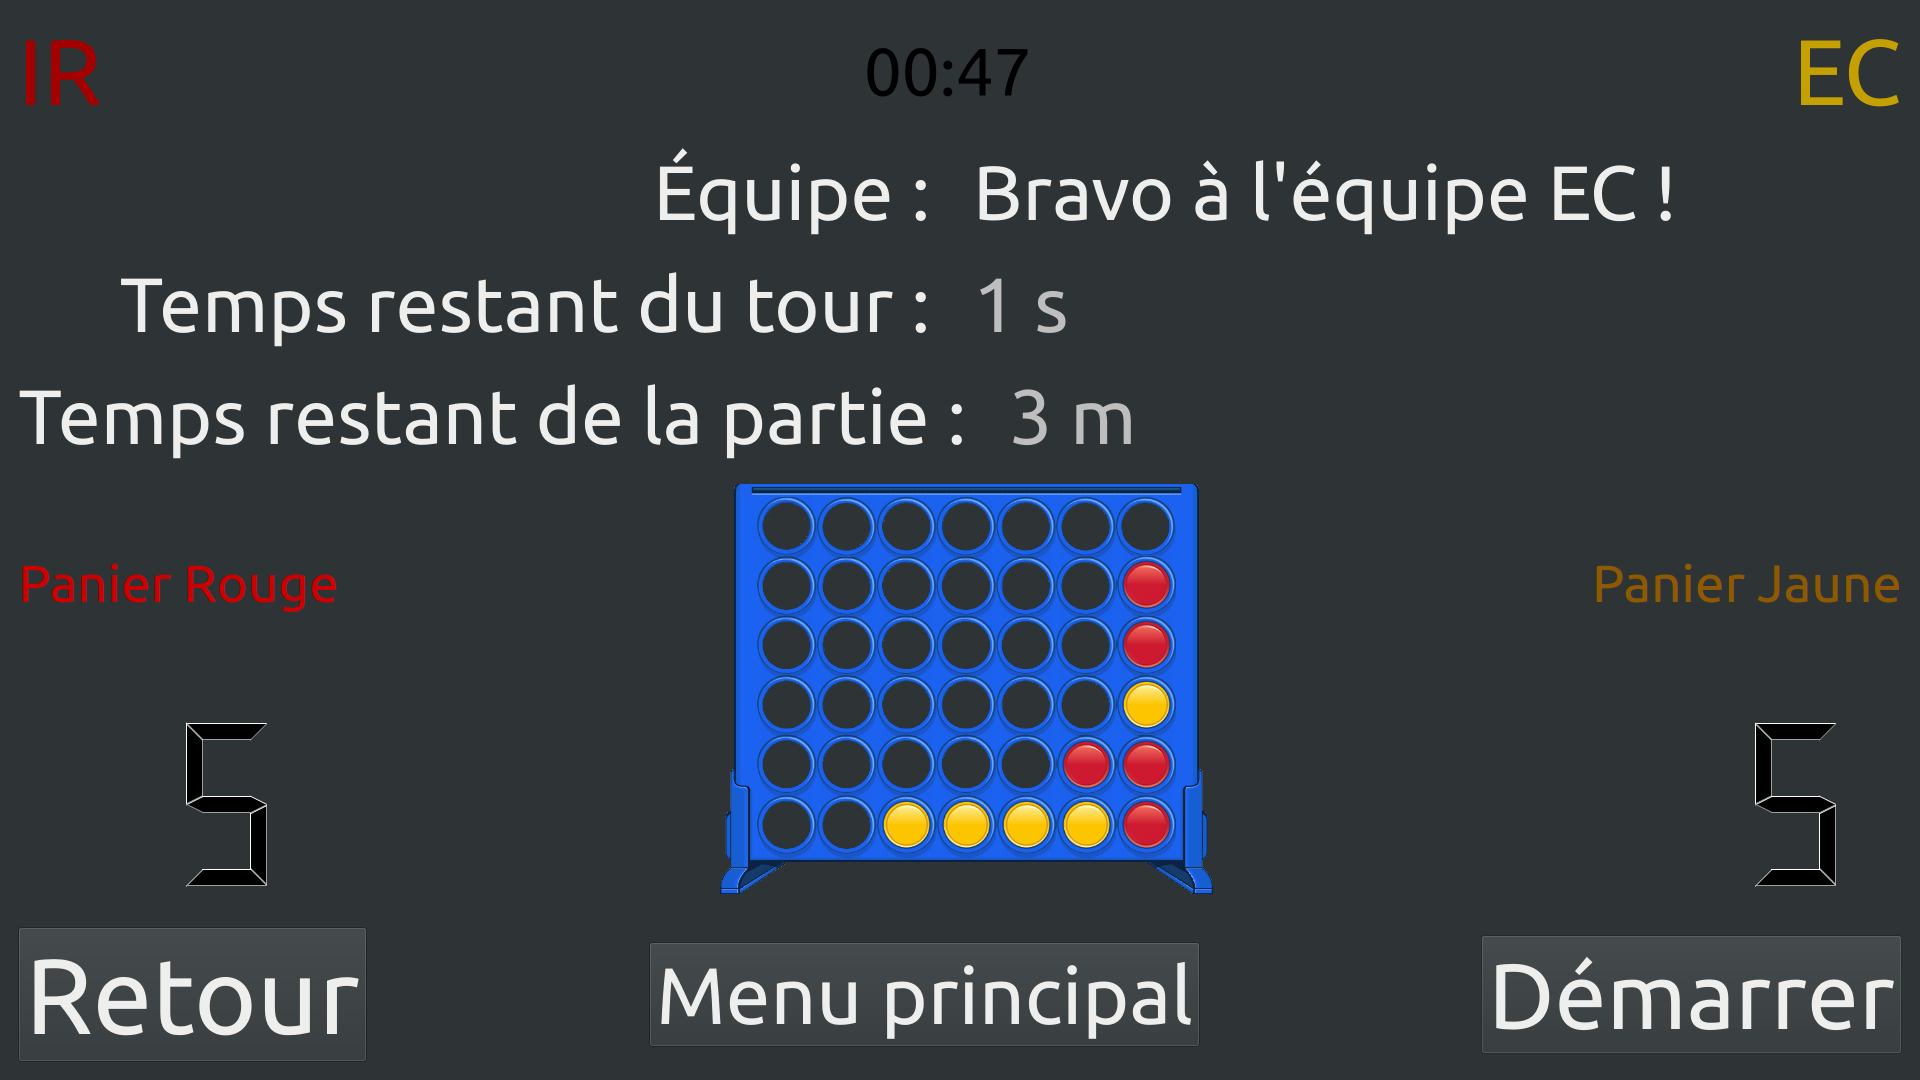 IR 00:47 EC
Équipe : Bravo à l'équipe EC !
Temps restant du tour : 1 s
Temps restant de la partie : 3 m
Panier Rouge Panier Jaune
5 5
Retour Menu principal Démarrer